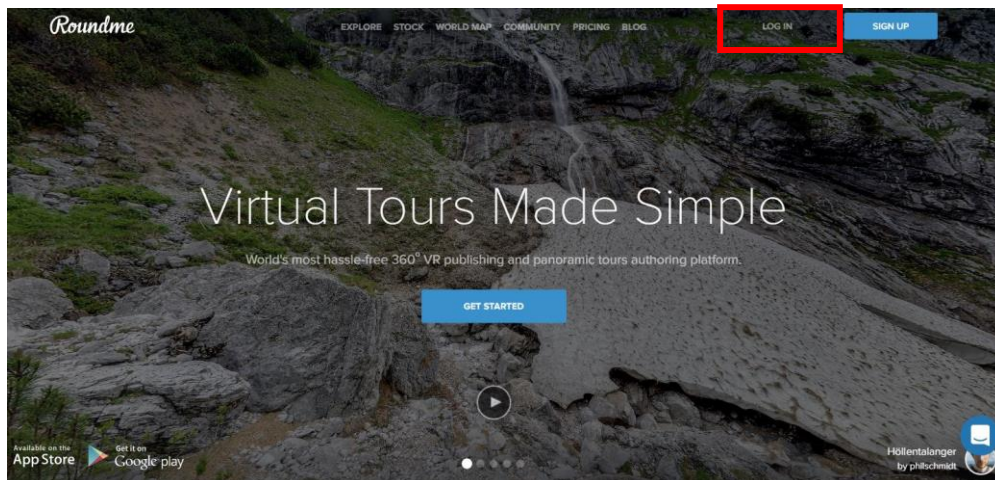 Roundme
EXPLORE STOCK WORLD MAP COMMUNITY PRICING BLOG
LOG IN
SIGN UP
Virtual Tours Made Simple
World's most hassle-free 360° VR publishing and panoramic tours authoring platform.
GET STARTED
Available on the
App Store
Get it on
Google play
Höllentalanger
by philschmidt